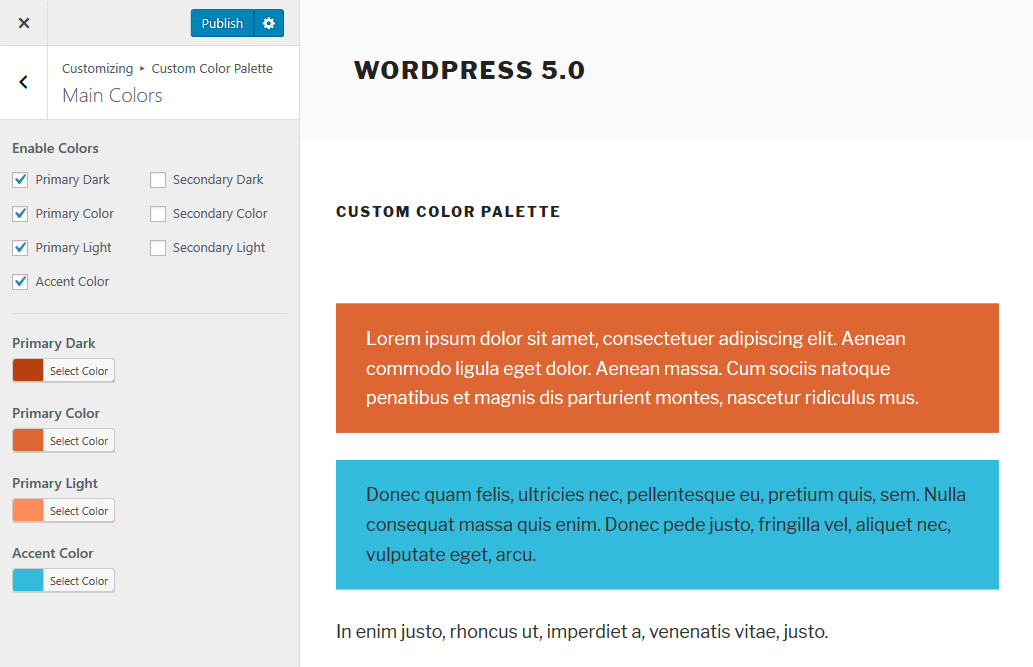 Publish
Customizing ▸ Custom Color Palette
Main Colors
Enable Colors
Primary Dark
Secondary Dark
Primary Color
Secondary Color
Primary Light
Secondary Light
Accent Color
Primary Dark
Select Color
Primary Color
Select Color
Primary Light
Select Color
Accent Color
Select Color
WORDPRESS 5.0
CUSTOM COLOR PALETTE
Lorem ipsum dolor sit amet, consectetuer adipiscing elit. Aenean
commodo ligula eget dolor. Aenean massa. Cum sociis natoque
penatibus et magnis dis parturient montes, nascetur ridiculus mus.
Donec quam felis, ultricies nec, pellentesque eu, pretium quis, sem. Nulla
consequat massa quis enim. Donec pede justo, fringilla vel, aliquet nec,
vulputate eget, arcu.
In enim justo, rhoncus ut, imperdiet a, venenatis vitae, justo.